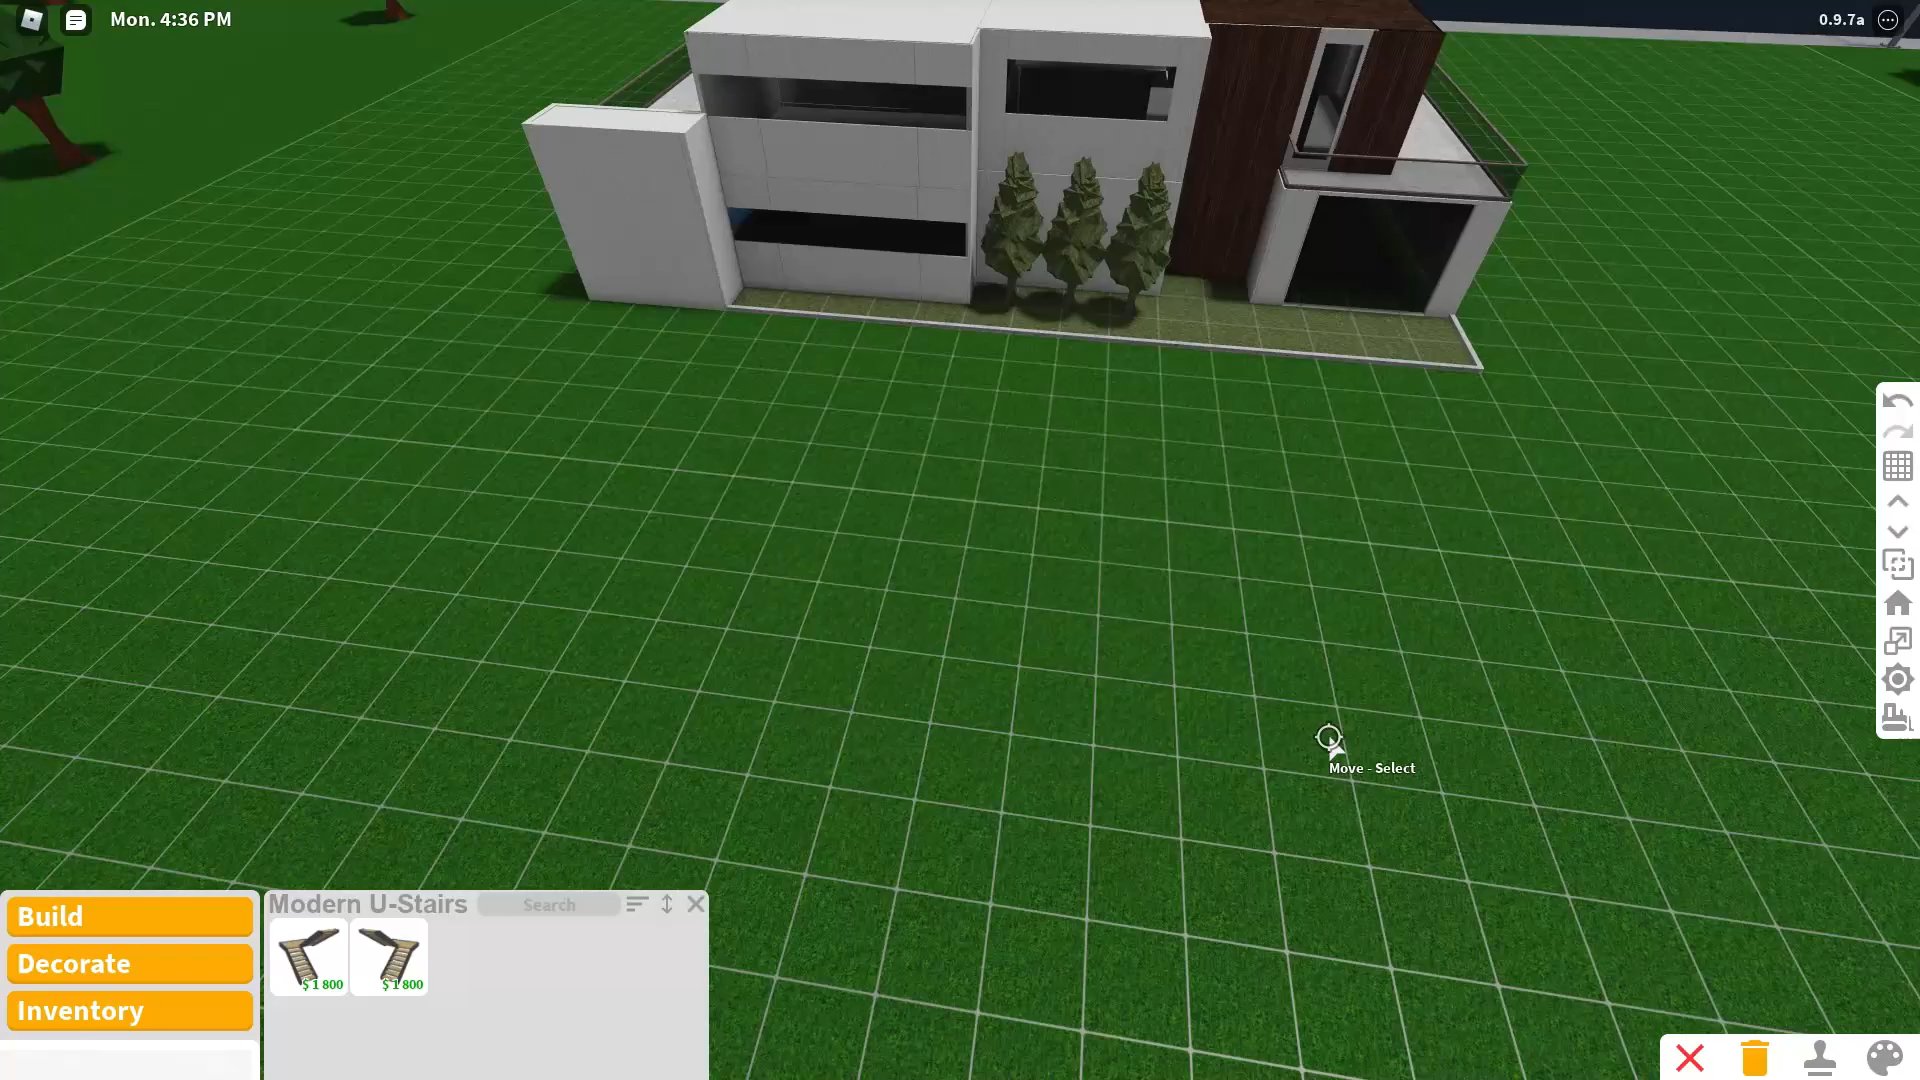 Mon. 4:36 PM
0.9.7a
Move - Select
Build
Decorate
Inventory
Modern U-Stairs
Search
$1 800
$1 800